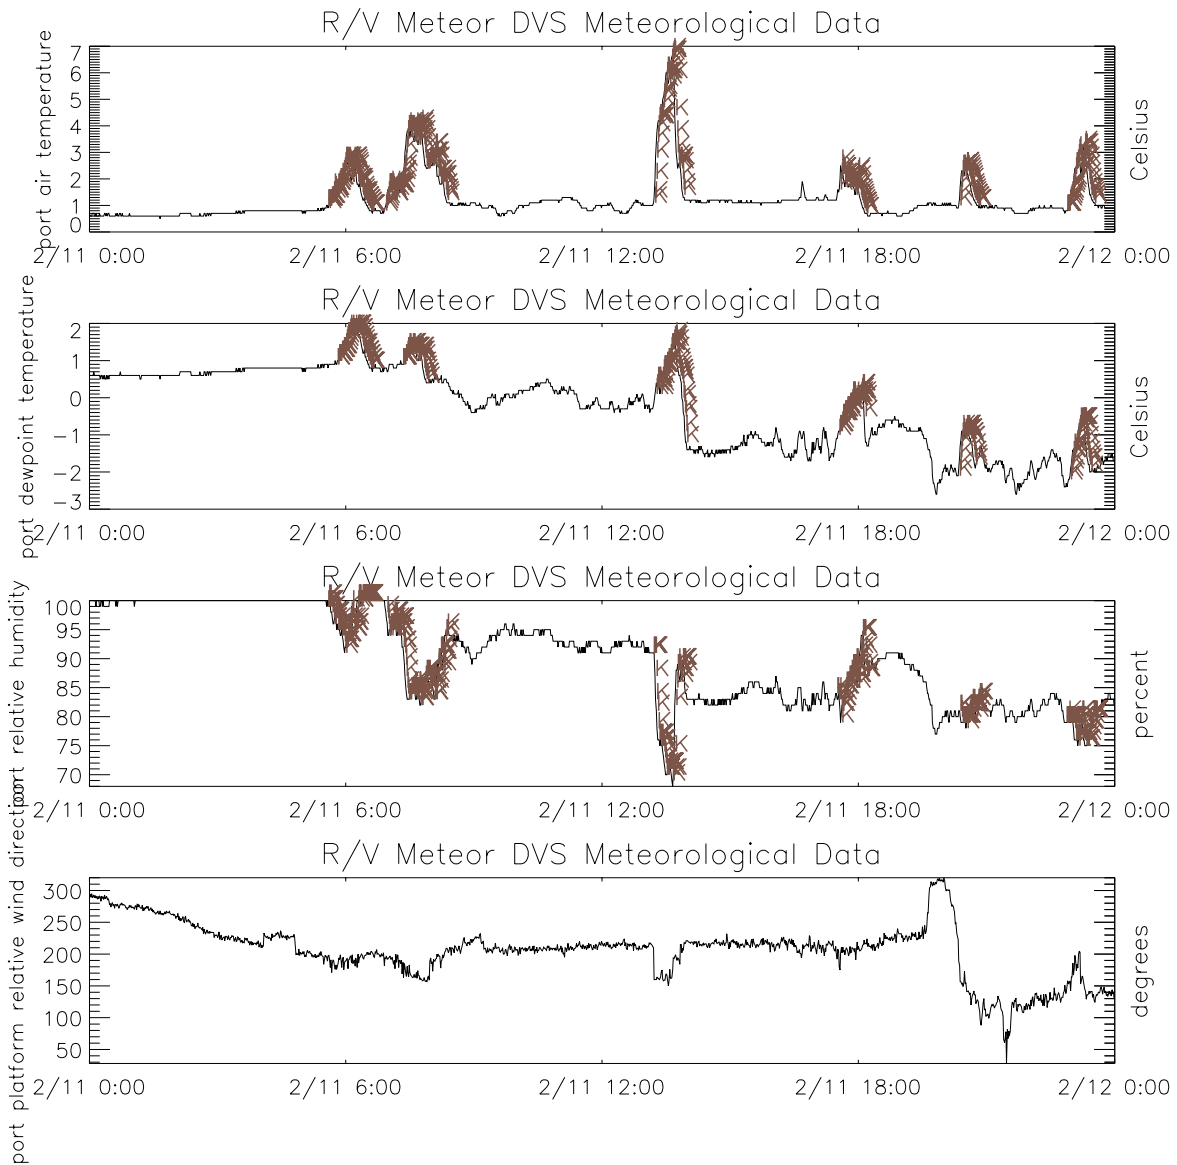 R/V Meteor DVS Meteorological Data
port air temperature
7
6
5
4
3
2
1
0
Celsius
2/11 0:00 2/11 6:00 2/11 12:00 2/11 18:00 2/12 0:00
R/V Meteor DVS Meteorological Data
port dewpoint temperature
2
1
0
-1
-2
-3
Celsius
2/11 0:00 2/11 6:00 2/11 12:00 2/11 18:00 2/12 0:00
R/V Meteor DVS Meteorological Data
port relative humidity
100
95
90
85
80
75
70
percent
2/11 0:00 2/11 6:00 2/11 12:00 2/11 18:00 2/12 0:00
R/V Meteor DVS Meteorological Data
port platform relative wind direction
300
250
200
150
100
50
degrees
2/11 0:00 2/11 6:00 2/11 12:00 2/11 18:00 2/12 0:00